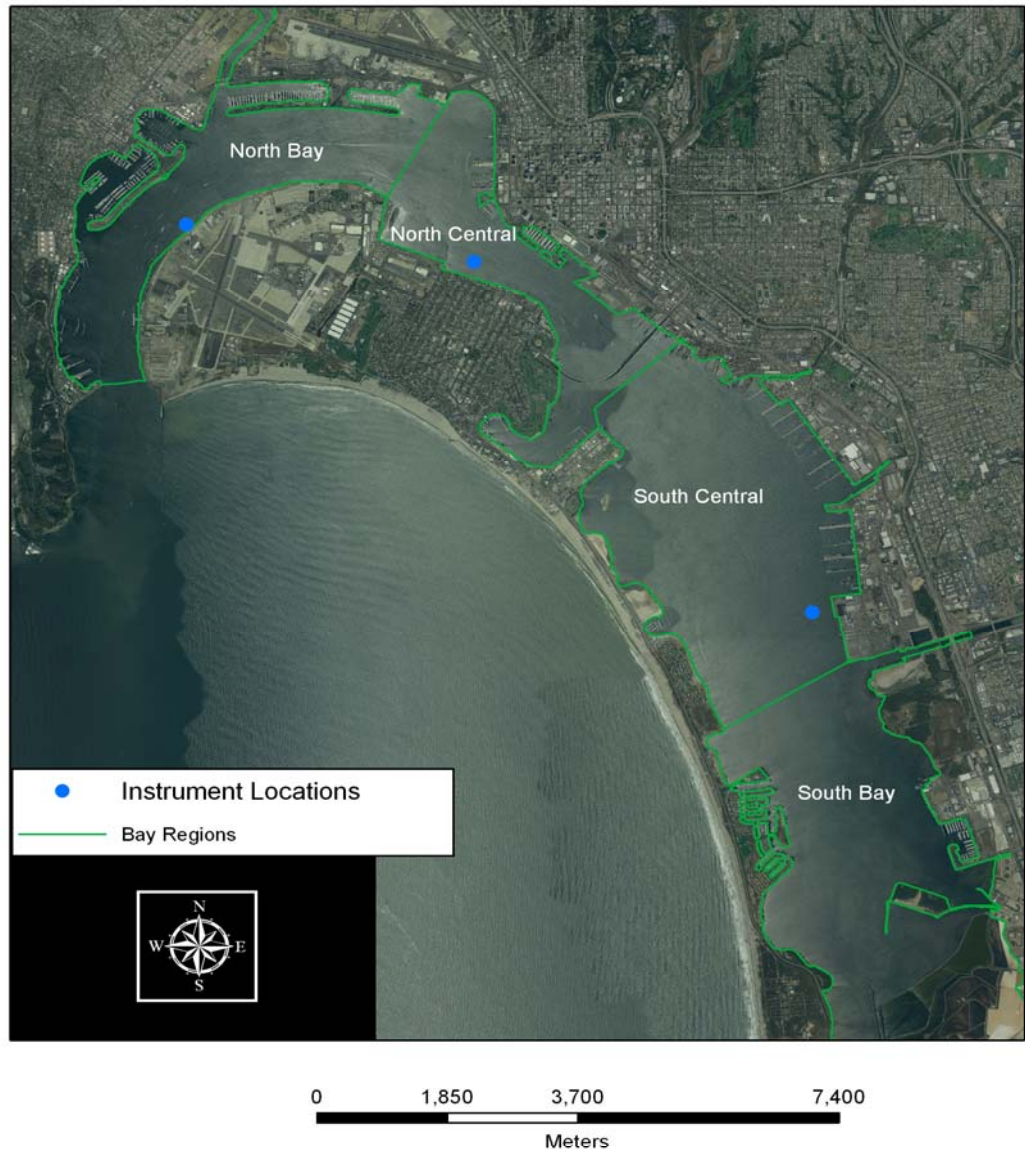 North Bay
North Central
South Central
South Bay
Instrument Locations
Bay Regions
N
W E
S
0 1,850 3,700 7,400
Meters